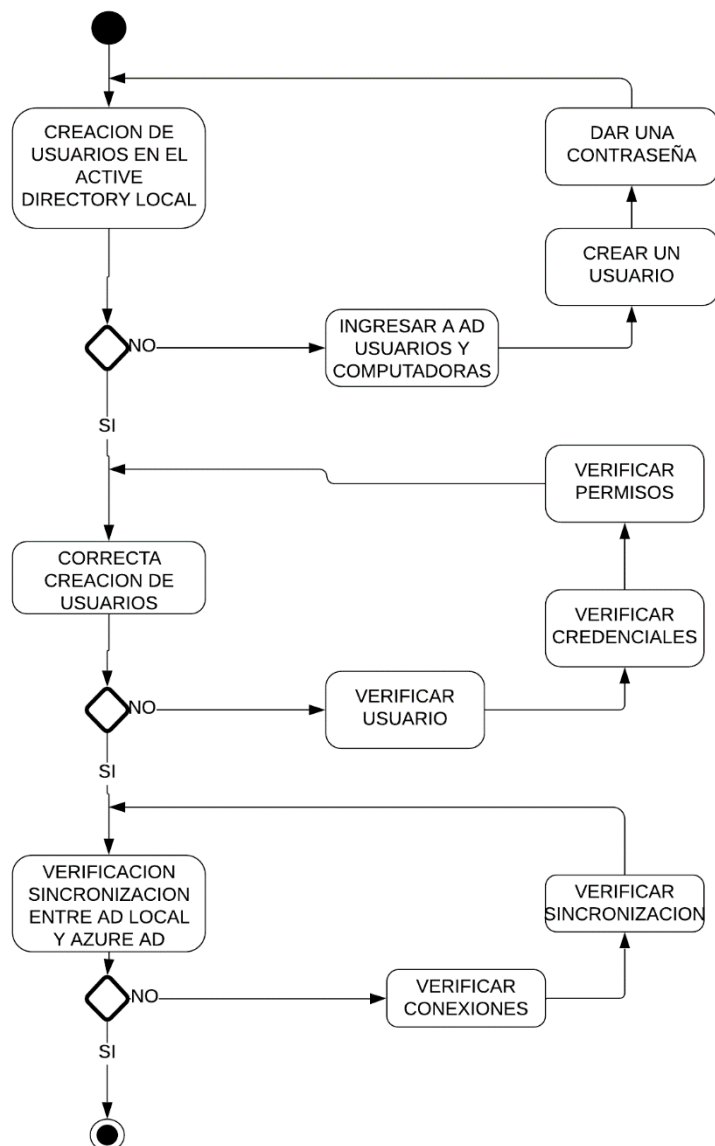 CREACION DE
USUARIOS EN EL
ACTIVE
DIRECTORY LOCAL
DAR UNA
CONTRASEÑA
CREAR UN
USUARIO
NO
INGRESAR A AD
USUARIOS Y
COMPUTADORAS
SI
VERIFICAR
PERMISOS
CORRECTA
CREACION DE
USUARIOS
VERIFICAR
CREDENCIALES
NO
VERIFICAR
USUARIO
SI
VERIFICACION
SINCRONIZACION
ENTRE AD LOCAL
Y AZURE AD
VERIFICAR
SINCRONIZACION
NO
VERIFICAR
CONEXIONES
SI